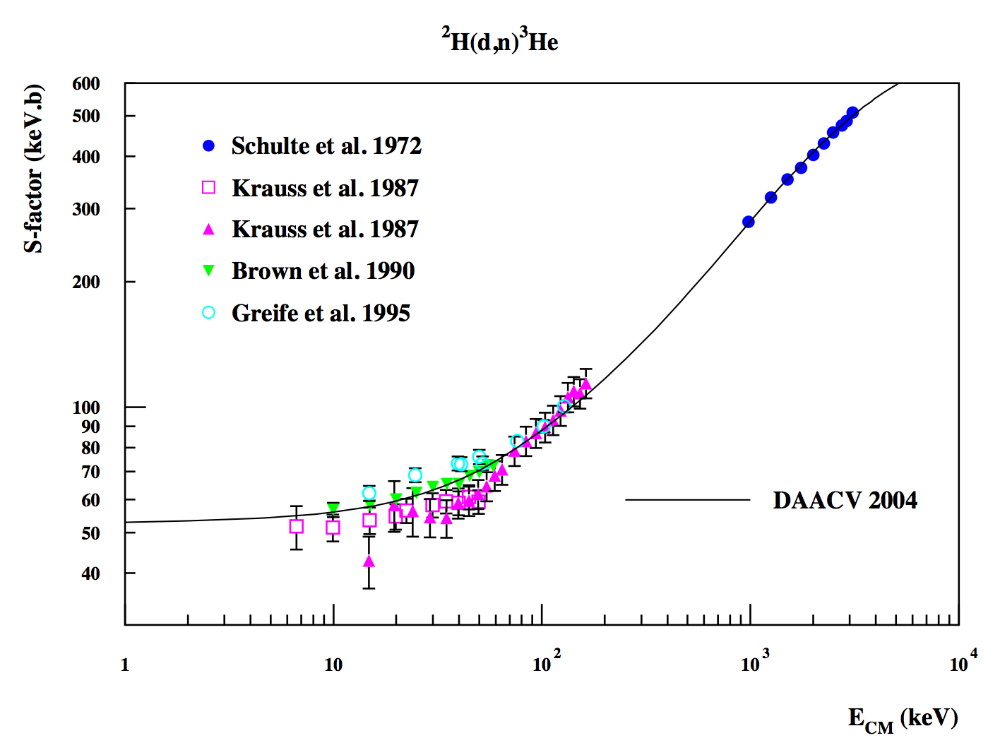 ²H(d,n)³He
S-factor (keV.b)
600
500
400
300
200
100
90
80
70
60
50
40
Schulte et al. 1972
Krauss et al. 1987
Krauss et al. 1987
Brown et al. 1990
Greife et al. 1995
DAACV 2004
1
10
10²
10³
10⁴
E_CM (keV)